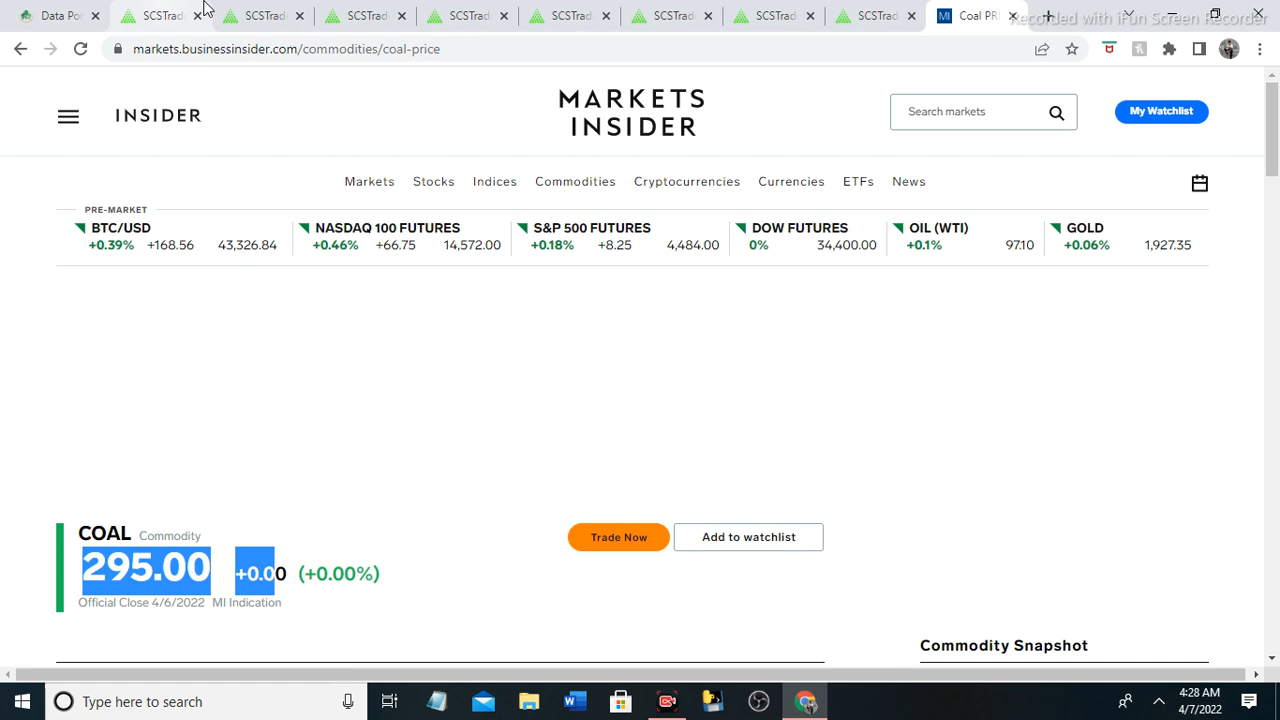 Data Po
SCSTrad
SCSTrad
SCSTrad
SCSTrad
SCSTrad
SCSTrad
SCSTrad
SCSTrad
Coal PRI
Recorded with iFun Screen Recorder
markets.businessinsider.com/commodities/coal-price
INSIDER
MARKETS
INSIDER
Search markets
My Watchlist
Markets Stocks Indices Commodities Cryptocurrencies Currencies ETFs News
PRE-MARKET
BTC/USD
+0.39% +168.56 43,326.84
NASDAQ 100 FUTURES
+0.46% +66.75 14,572.00
S&P 500 FUTURES
+0.18% +8.25 4,484.00
DOW FUTURES
0% 34,400.00
OIL (WTI)
+0.1% 97.10
GOLD
+0.06% 1,927.35
COAL Commodity
295.00 +0.00 (+0.00%)
Official Close 4/6/2022 MI Indication
Trade Now
Add to watchlist
Commodity Snapshot
Type here to search
4:28 AM
4/7/2022